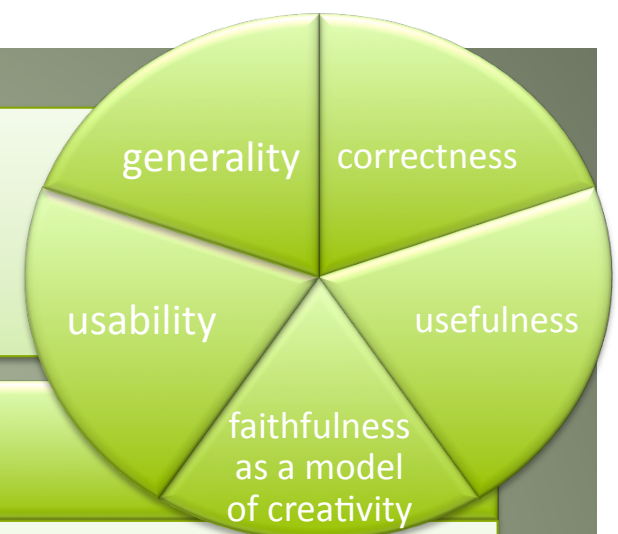 generality
correctness
usability
usefulness
faithfulness
as a model
of creativity